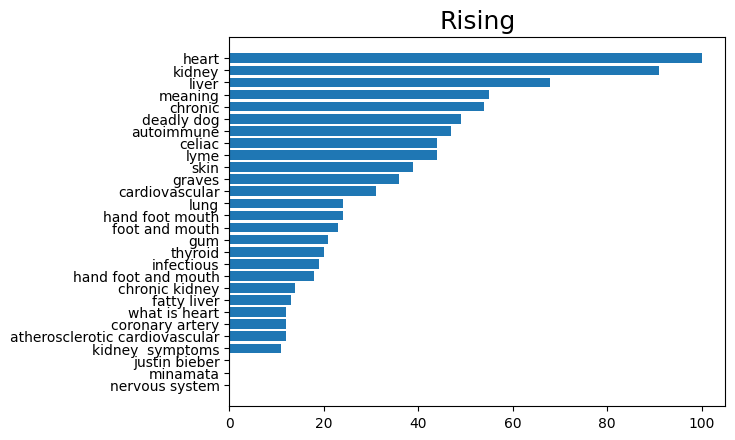 Rising
heart
kidney
liver
meaning
chronic
deadly dog
autoimmune
celiac
lyme
skin
graves
cardiovascular
lung
hand foot mouth
foot and mouth
gum
thyroid
infectious
hand foot and mouth
chronic kidney
fatty liver
what is heart
coronary artery
atherosclerotic cardiovascular
kidney  symptoms
justin bieber
minamata
nervous system
0 20 40 60 80 100